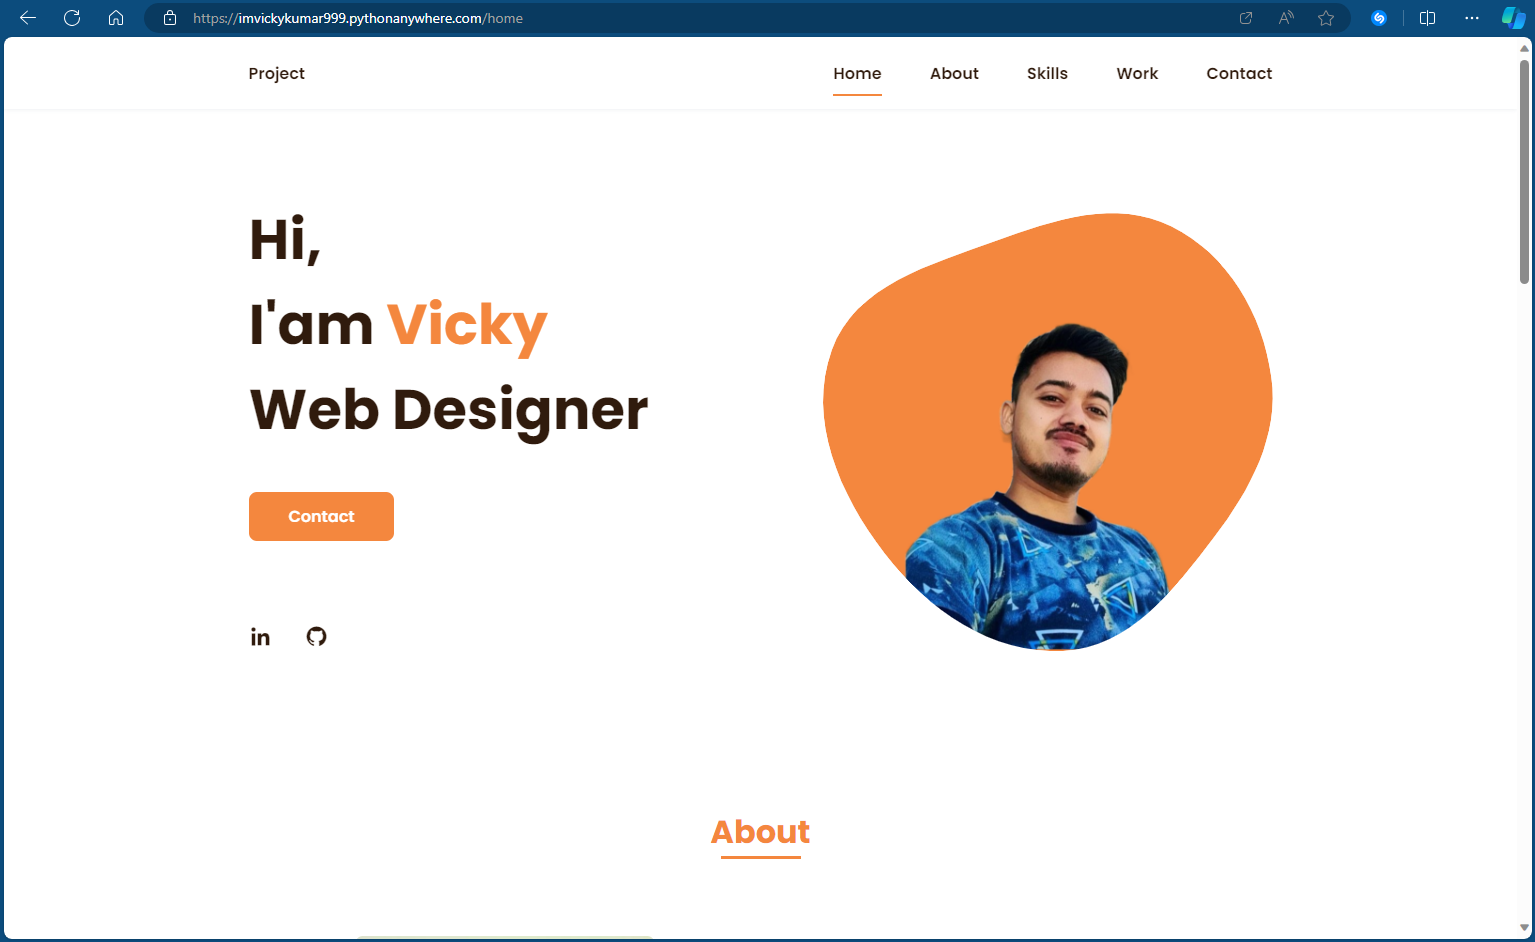 https://imvickykumar999.pythonanywhere.com/home
Project
Home About Skills Work Contact
Hi,
I'am Vicky
Web Designer
Contact
in
About